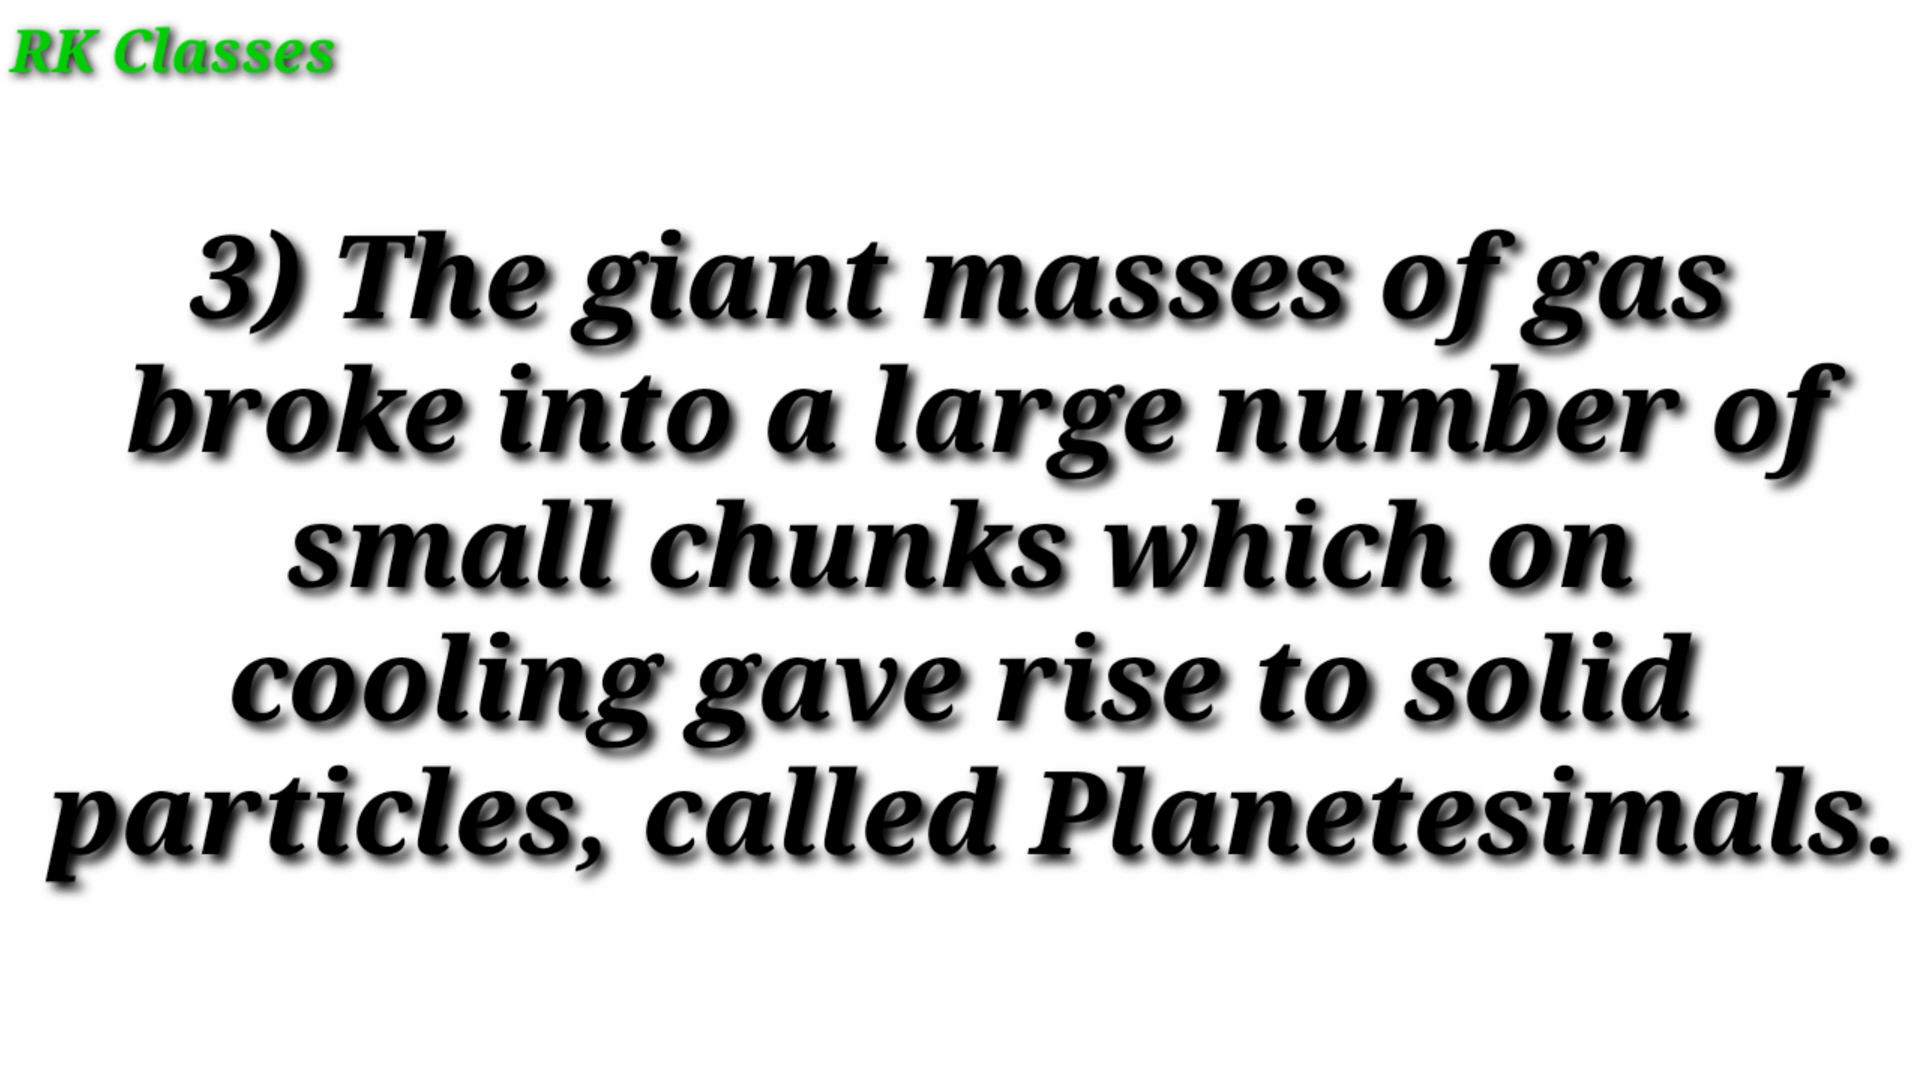 RK Classes
3) The giant masses of gas
broke into a large number of
small chunks which on
cooling gave rise to solid
particles, called Planetesimals.